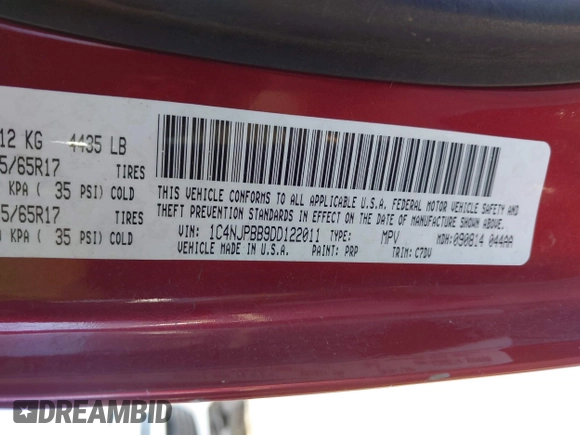 12 KG 4435 LB
5/65R17 TIRES
KPA ( 35 PSI) COLD
5/65R17 TIRES
KPA ( 35 PSI) COLD
THIS VEHICLE CONFORMS TO ALL APPLICABLE U.S.A. FEDERAL MOTOR VEHICLE SAFETY AND
THEFT PREVENTION STANDARDS IN EFFECT ON THE DATE OF MANUFACTURE SHOWN ABOVE.
VIN: 1C4NJPBB9DD122011 TYPE: MPV MDH:090814 044AA
VEHICLE MADE IN U.S.A. PAINT: PRP TRIM: C7DV
DREAMBID